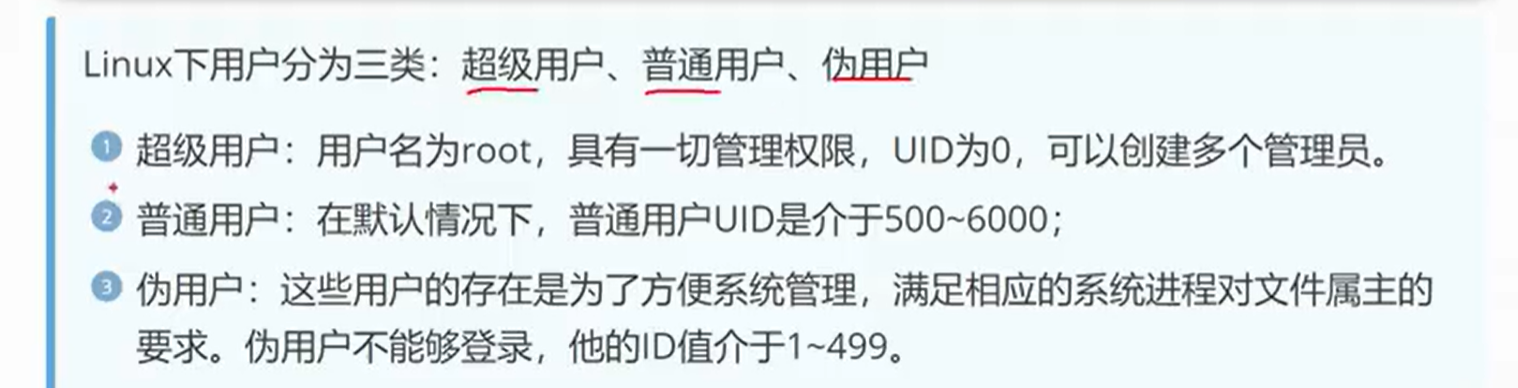 Linux下用户分为三类：超级用户、普通用户、伪用户
1 超级用户：用户名为root，具有一切管理权限，UID为0，可以创建多个管理员。
2 普通用户：在默认情况下，普通用户UID是介于500~6000；
3 伪用户：这些用户的存在是为了方便系统管理，满足相应的系统进程对文件属主的
要求。伪用户不能够登录，他的ID值介于1~499。